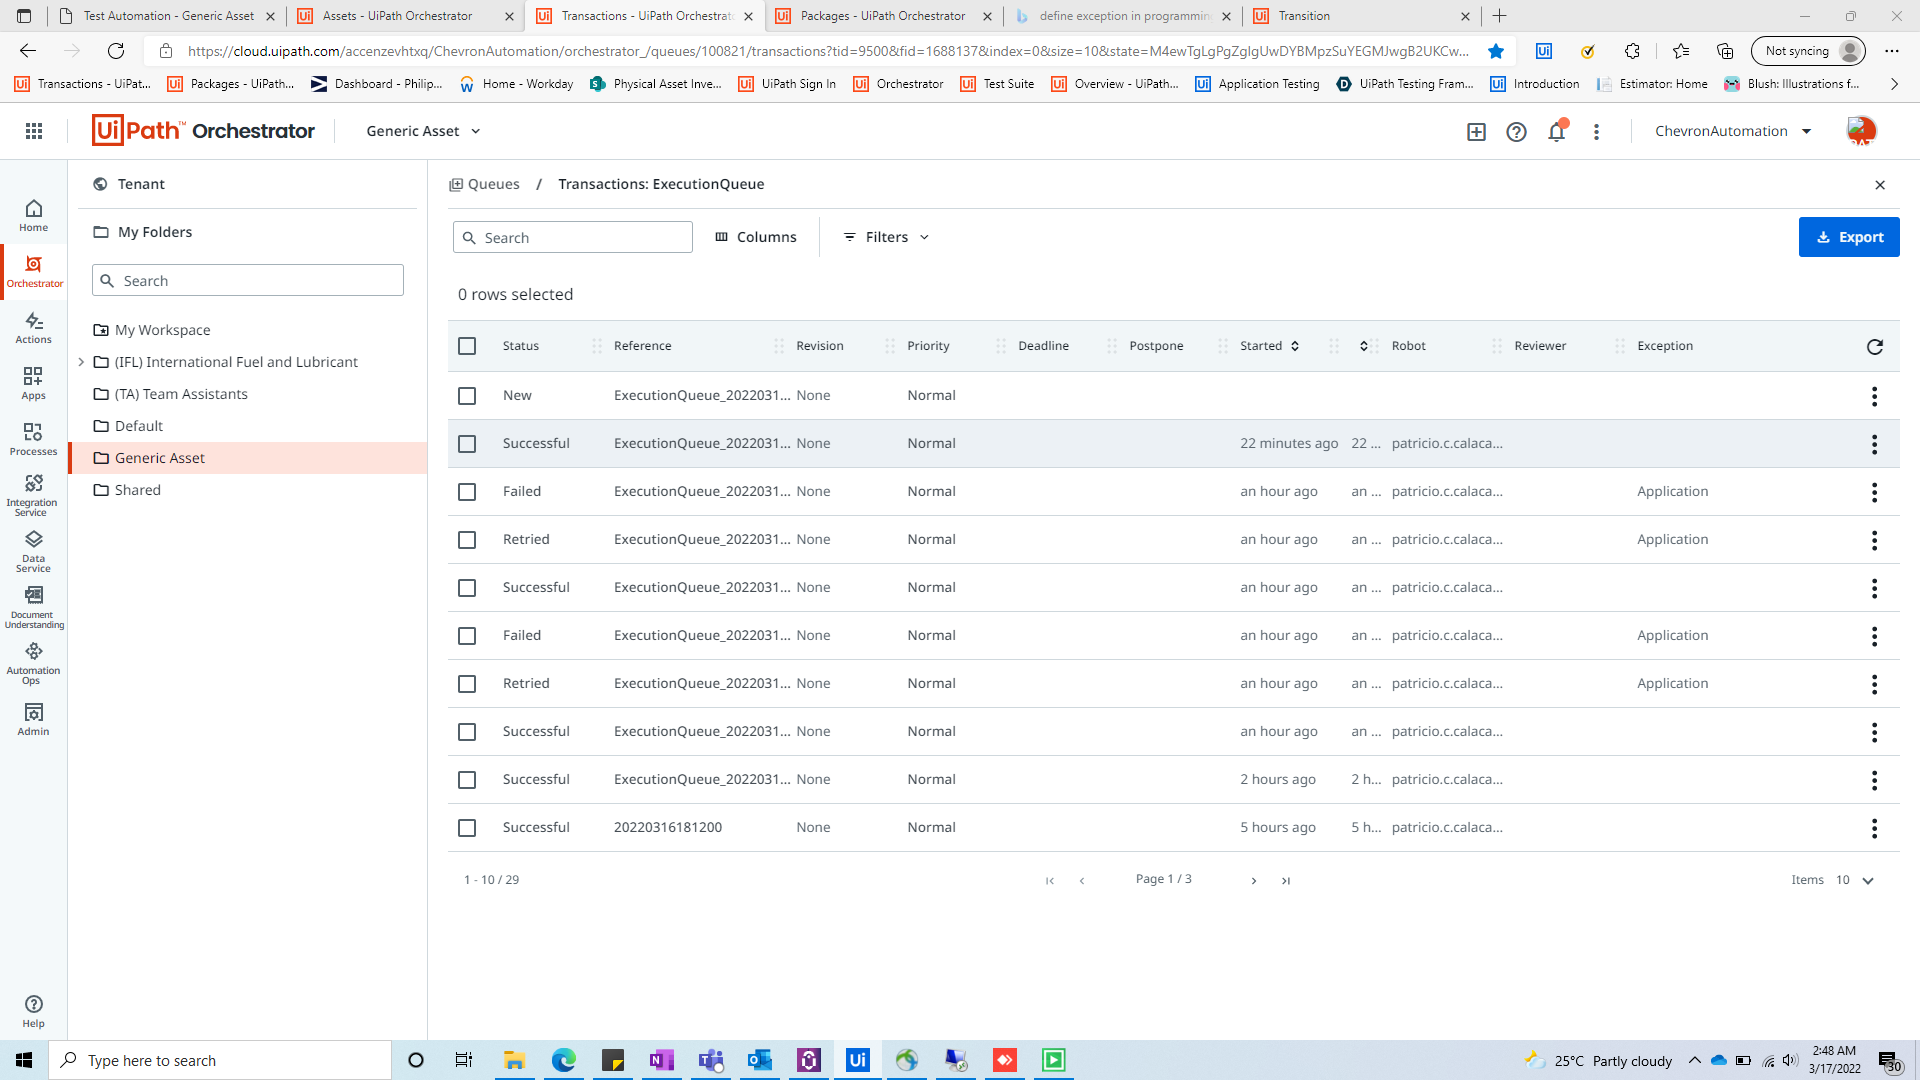 Test Automation - Generic Asset
Assets - UiPath Orchestrator
Transactions - UiPath Orchestrat
Packages - UiPath Orchestrator
define exception in programming
Transition
https://cloud.uipath.com/accenzevhtxq/ChevronAutomation/orchestrator_/queues/100821/transactions?tid=9500&fid=1688137&index=0&size=10&state=M4ewTgLgPgZglgUwDYBMpzSuYEGMJwgB2UKCw...
Not syncing
Transactions - UiPat...
Packages - UiPath...
Dashboard - Philip...
Home - Workday
Physical Asset Inve...
UiPath Sign In
Orchestrator
Test Suite
Overview - UiPath...
Application Testing
UiPath Testing Fram...
Introduction
Estimator: Home
Blush: Illustrations f...
UiPath™ Orchestrator
Generic Asset
ChevronAutomation
Home
Orchestrator
Actions
Apps
Processes
Integration
Service
Data
Service
Document
Understanding
Automation
Ops
Admin
Help
Tenant
My Folders
Search
My Workspace
(IFL) International Fuel and Lubricant
(TA) Team Assistants
Default
Generic Asset
Shared
Queues / Transactions: ExecutionQueue
Search
Columns
Filters
Export
0 rows selected
Status Reference Revision Priority Deadline Postpone Started Robot Reviewer Exception
New ExecutionQueue_2022031... None Normal
Successful ExecutionQueue_2022031... None Normal 22 minutes ago 22 ... patricio.c.calaca...
Failed ExecutionQueue_2022031... None Normal an hour ago an ... patricio.c.calaca... Application
Retried ExecutionQueue_2022031... None Normal an hour ago an ... patricio.c.calaca... Application
Successful ExecutionQueue_2022031... None Normal an hour ago an ... patricio.c.calaca...
Failed ExecutionQueue_2022031... None Normal an hour ago an ... patricio.c.calaca... Application
Retried ExecutionQueue_2022031... None Normal an hour ago an ... patricio.c.calaca... Application
Successful ExecutionQueue_2022031... None Normal an hour ago an ... patricio.c.calaca...
Successful ExecutionQueue_2022031... None Normal 2 hours ago 2 h... patricio.c.calaca...
Successful 20220316181200 None Normal 5 hours ago 5 h... patricio.c.calaca...
1 - 10 / 29
Page 1 / 3
Items 10
Type here to search
25°C Partly cloudy
2:48 AM
3/17/2022
30